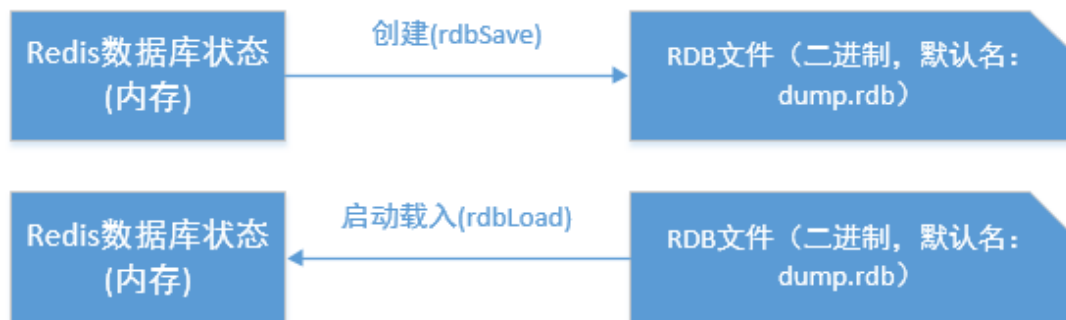 Redis数据库状态
(内存)
创建(rdbSave)
RDB文件（二进制，默认名：
dump.rdb）
Redis数据库状态
(内存)
启动载入(rdbLoad)
RDB文件（二进制，默认名：
dump.rdb）